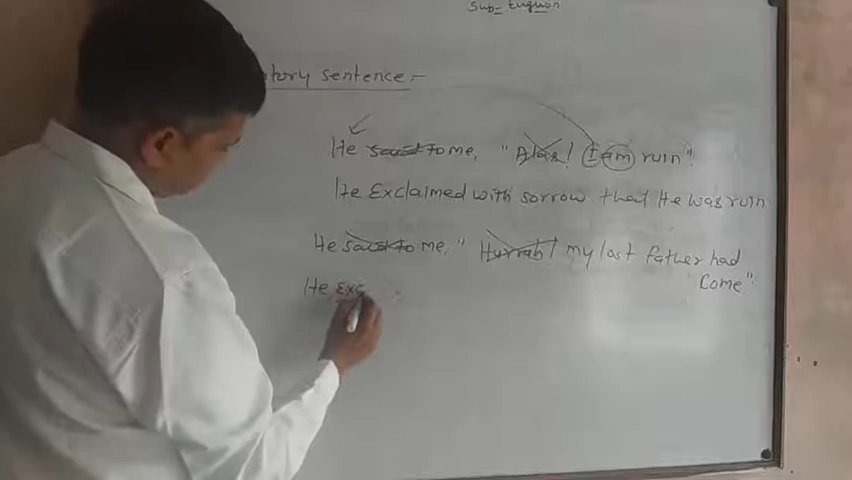 Sub- English
tory sentence :-
He said to me, "Alas! I am ruin".
He Exclaimed with sorrow that He was ruin
He said to me, "Hurrah! my last father had
Come".
He Exc